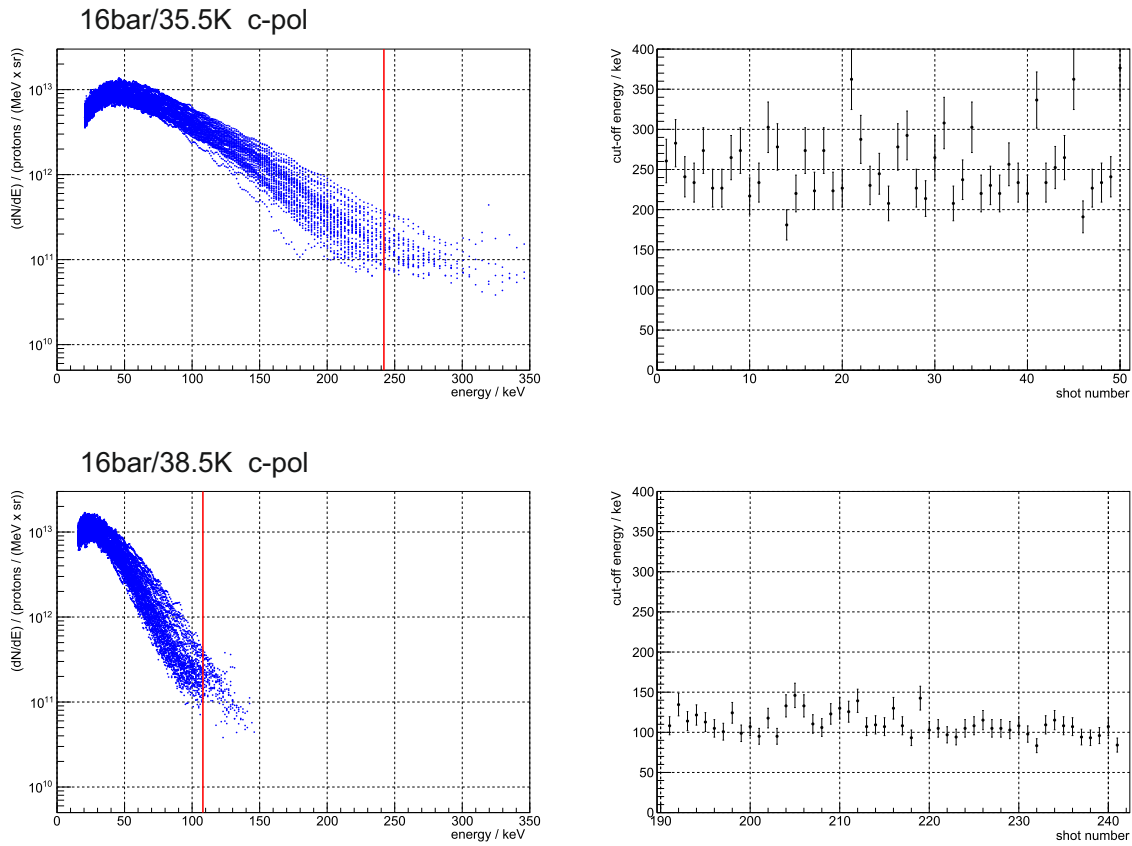 16bar/35.5K c-pol
(dN/dE) / (protons / (MeV x sr))
10¹³
10¹²
10¹¹
10¹⁰
0 50 100 150 200 250 300 350
energy / keV
cut-off energy / keV
400
350
300
250
200
150
100
50
0
0 10 20 30 40 50
shot number
16bar/38.5K c-pol
(dN/dE) / (protons / (MeV x sr))
10¹³
10¹²
10¹¹
10¹⁰
0 50 100 150 200 250 300 350
energy / keV
cut-off energy / keV
400
350
300
250
200
150
100
50
0
190 200 210 220 230 240
shot number